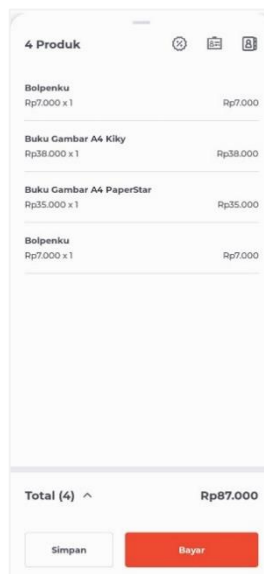 4 Produk
Bolpenku
Rp7.000 x 1 Rp7.000
Buku Gambar A4 Kiky
Rp38.000 x 1 Rp38.000
Buku Gambar A4 PaperStar
Rp35.000 x 1 Rp35.000
Bolpenku
Rp7.000 x 1 Rp7.000
Total (4) Rp87.000
Simpan Bayar